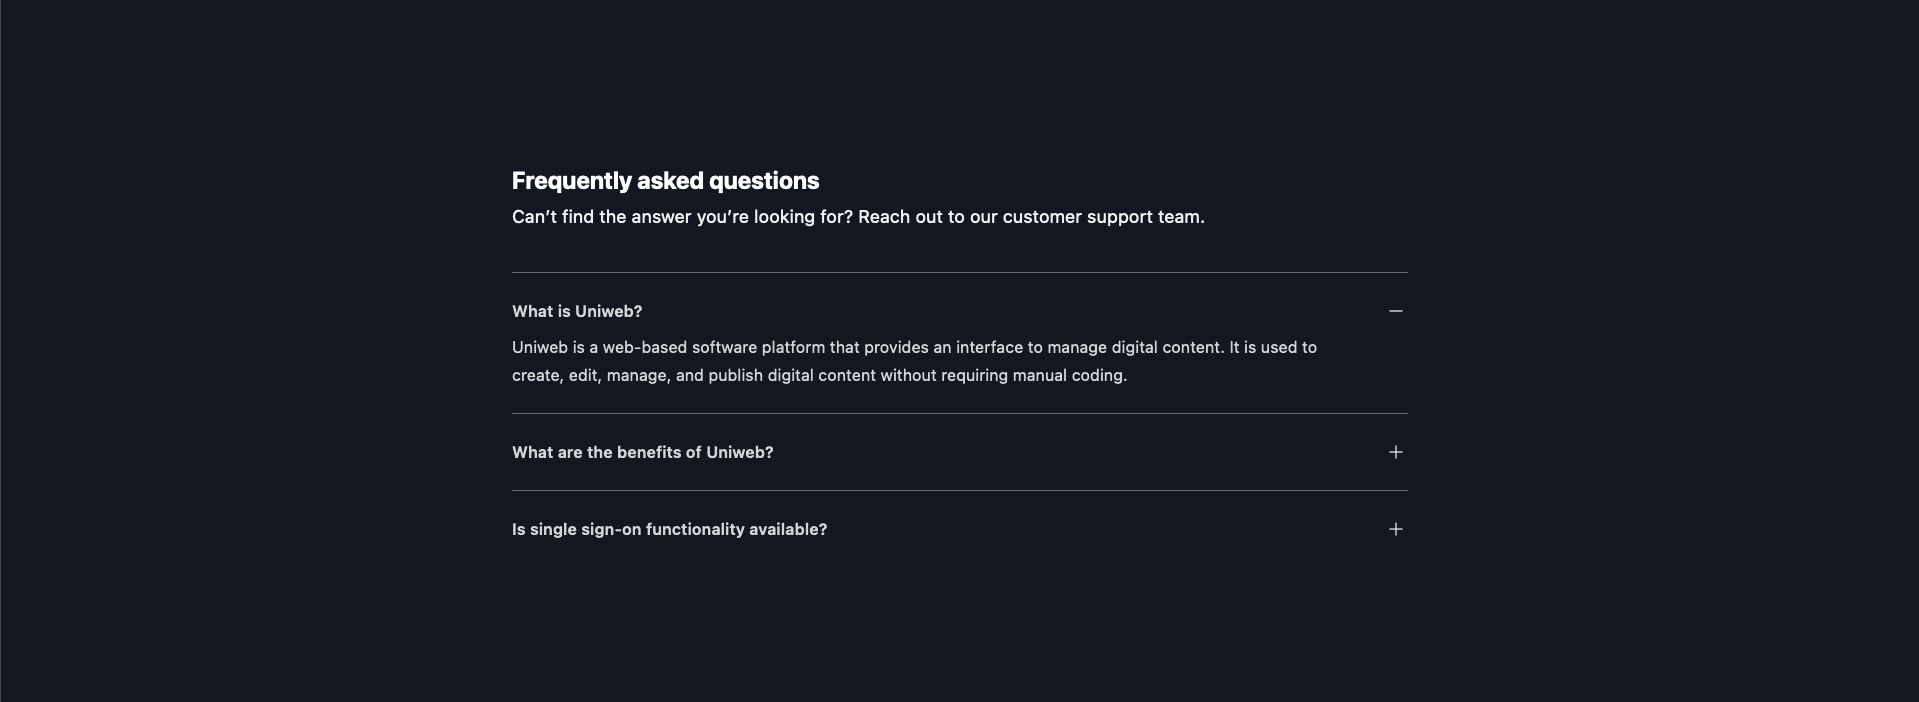 Frequently asked questions
Can’t find the answer you’re looking for? Reach out to our customer support team.
What is Uniweb?
Uniweb is a web-based software platform that provides an interface to manage digital content. It is used to
create, edit, manage, and publish digital content without requiring manual coding.
What are the benefits of Uniweb?
Is single sign-on functionality available?